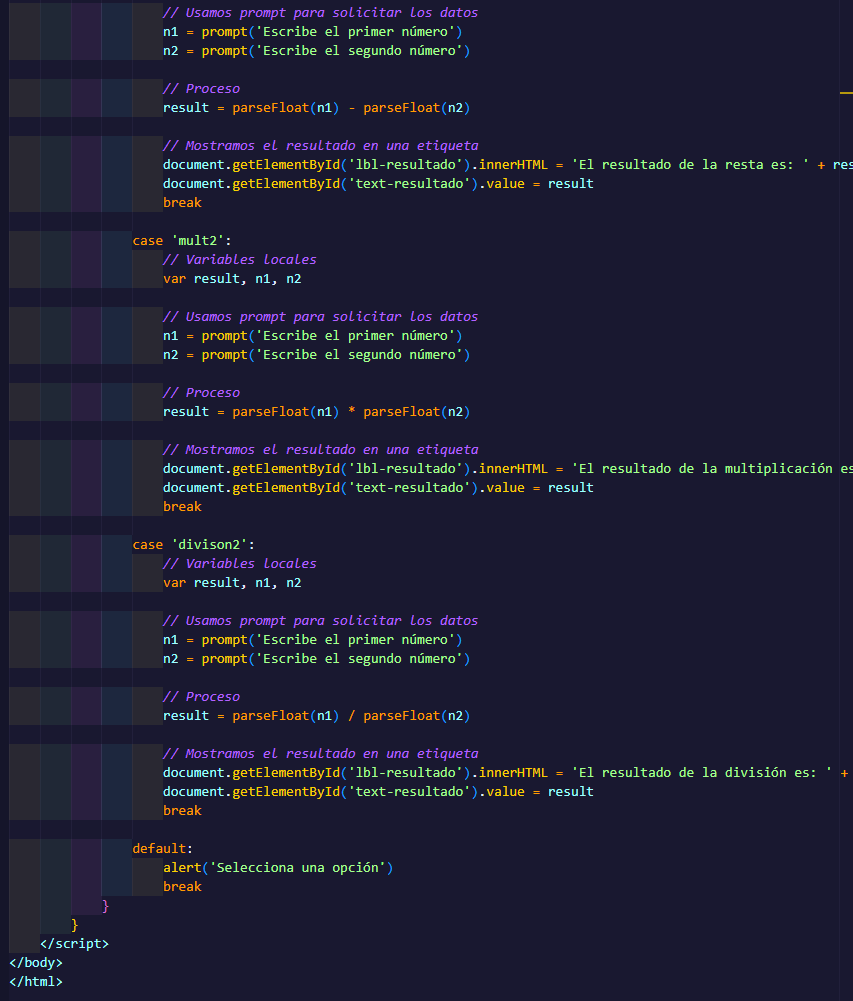 // Usamos prompt para solicitar los datos
n1 = prompt('Escribe el primer número')
n2 = prompt('Escribe el segundo número')
// Proceso
result = parseFloat(n1) - parseFloat(n2)
// Mostramos el resultado en una etiqueta
document.getElementById('lbl-resultado').innerHTML = 'El resultado de la resta es: ' + res
document.getElementById('text-resultado').value = result
break
case 'mult2':
// Variables locales
var result, n1, n2
// Usamos prompt para solicitar los datos
n1 = prompt('Escribe el primer número')
n2 = prompt('Escribe el segundo número')
// Proceso
result = parseFloat(n1) * parseFloat(n2)
// Mostramos el resultado en una etiqueta
document.getElementById('lbl-resultado').innerHTML = 'El resultado de la multiplicación es
document.getElementById('text-resultado').value = result
break
case 'divison2':
// Variables locales
var result, n1, n2
// Usamos prompt para solicitar los datos
n1 = prompt('Escribe el primer número')
n2 = prompt('Escribe el segundo número')
// Proceso
result = parseFloat(n1) / parseFloat(n2)
// Mostramos el resultado en una etiqueta
document.getElementById('lbl-resultado').innerHTML = 'El resultado de la división es: ' +
document.getElementById('text-resultado').value = result
break
default:
alert('Selecciona una opción')
break
}
}
</script>
</body>
</html>